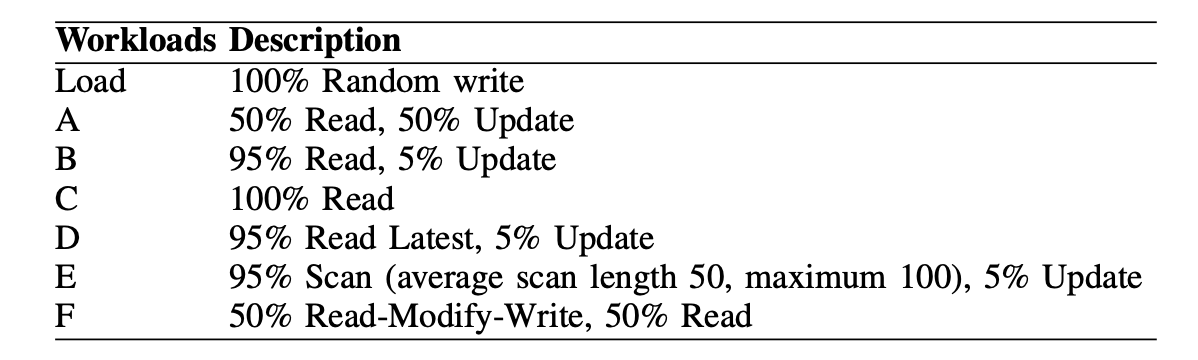 Workloads Description
Load 100% Random write
A 50% Read, 50% Update
B 95% Read, 5% Update
C 100% Read
D 95% Read Latest, 5% Update
E 95% Scan (average scan length 50, maximum 100), 5% Update
F 50% Read-Modify-Write, 50% Read